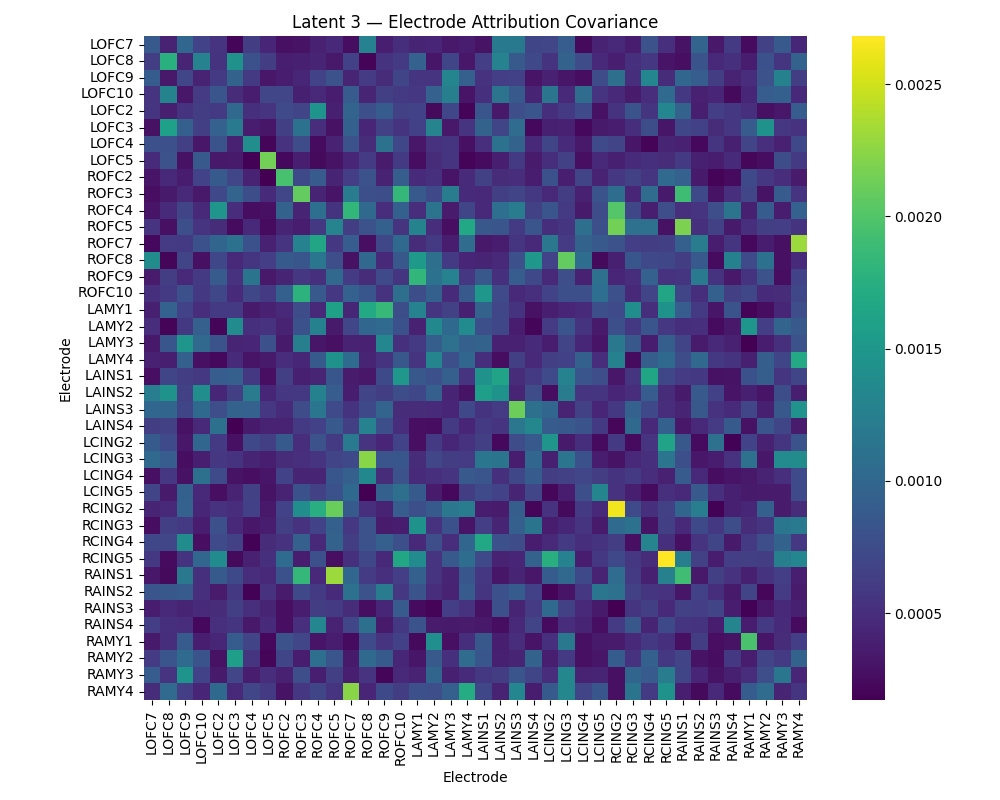 Latent 3 — Electrode Attribution Covariance
Electrode
LOFC7
LOFC8
LOFC9
LOFC10
LOFC2
LOFC3
LOFC4
LOFC5
ROFC2
ROFC3
ROFC4
ROFC5
ROFC7
ROFC8
ROFC9
ROFC10
LAMY1
LAMY2
LAMY3
LAMY4
LAINS1
LAINS2
LAINS3
LAINS4
LCING2
LCING3
LCING4
LCING5
RCING2
RCING3
RCING4
RCING5
RAINS1
RAINS2
RAINS3
RAINS4
RAMY1
RAMY2
RAMY3
RAMY4
LOFC7
LOFC8
LOFC9
LOFC10
LOFC2
LOFC3
LOFC4
LOFC5
ROFC2
ROFC3
ROFC4
ROFC5
ROFC7
ROFC8
ROFC9
ROFC10
LAMY1
LAMY2
LAMY3
LAMY4
LAINS1
LAINS2
LAINS3
LAINS4
LCING2
LCING3
LCING4
LCING5
RCING2
RCING3
RCING4
RCING5
RAINS1
RAINS2
RAINS3
RAINS4
RAMY1
RAMY2
RAMY3
RAMY4
Electrode
0.0025
0.0020
0.0015
0.0010
0.0005